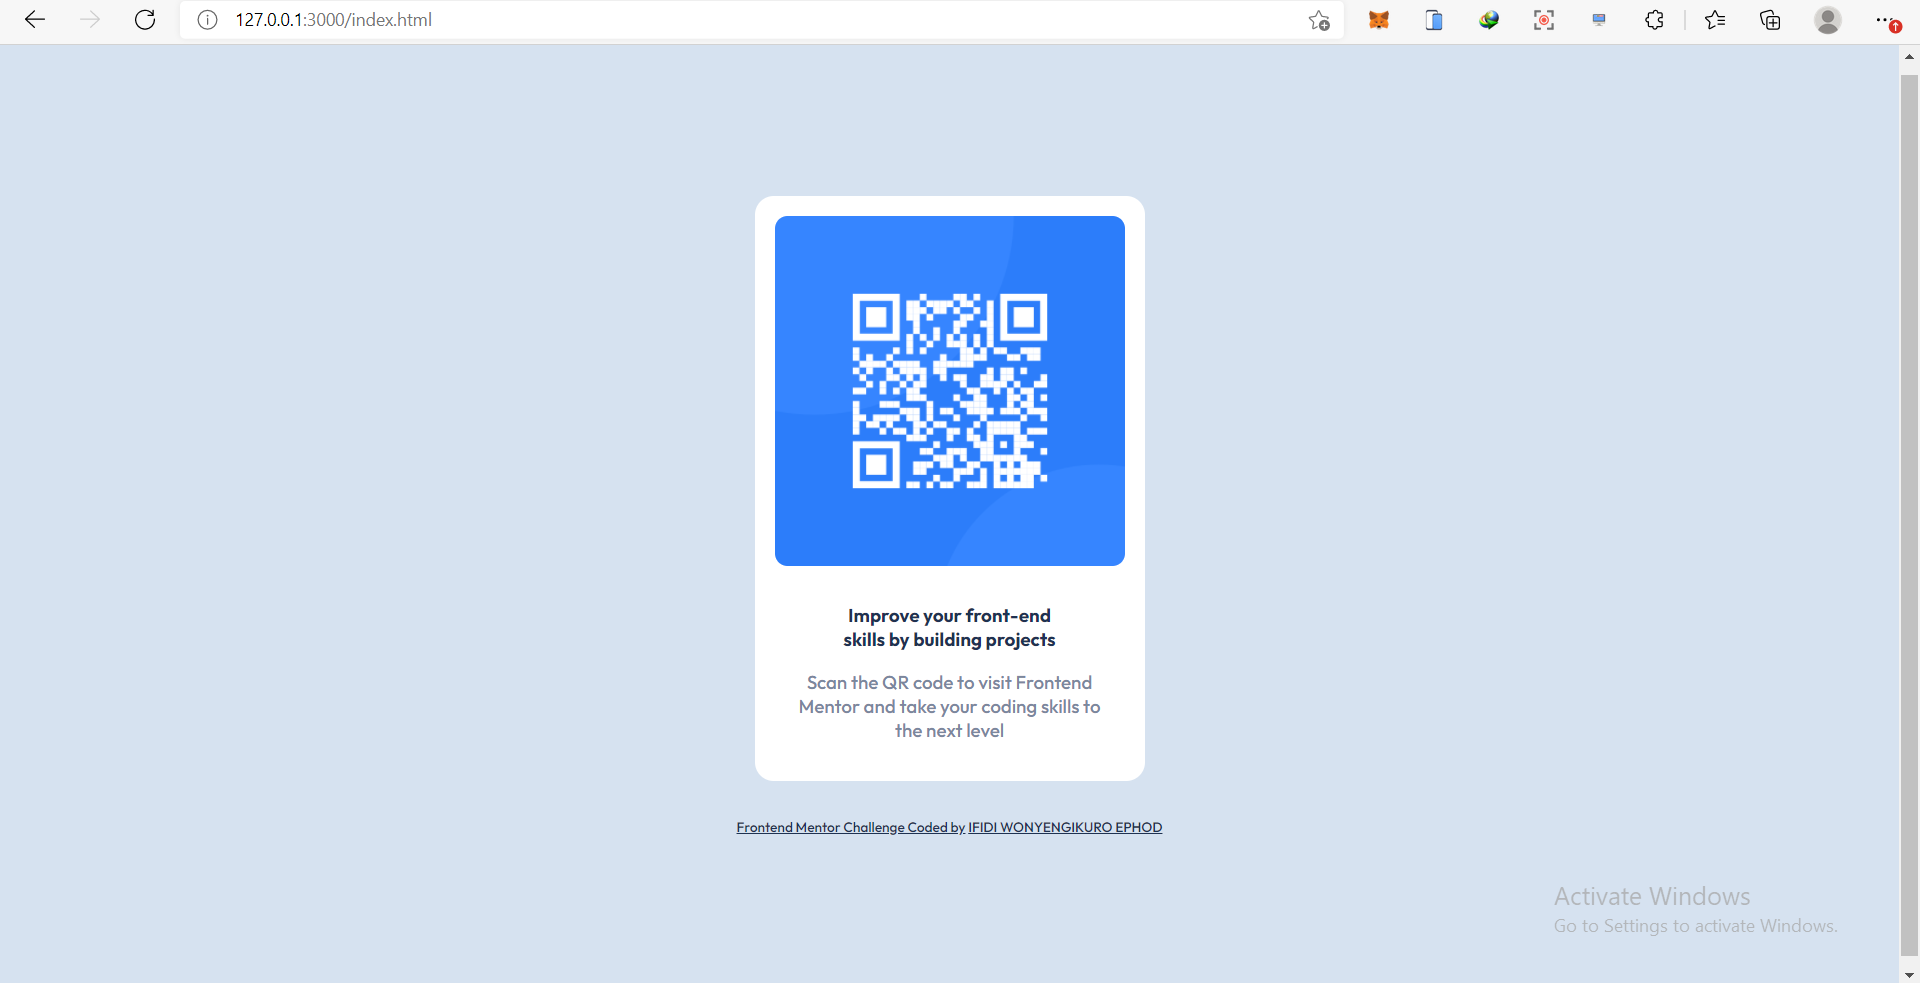 127.0.0.1:3000/index.html
Improve your front-end
skills by building projects
Scan the QR code to visit Frontend
Mentor and take your coding skills to
the next level
Frontend Mentor Challenge Coded by IFIDI WONYENGIKURO EPHOD
Activate Windows
Go to Settings to activate Windows.